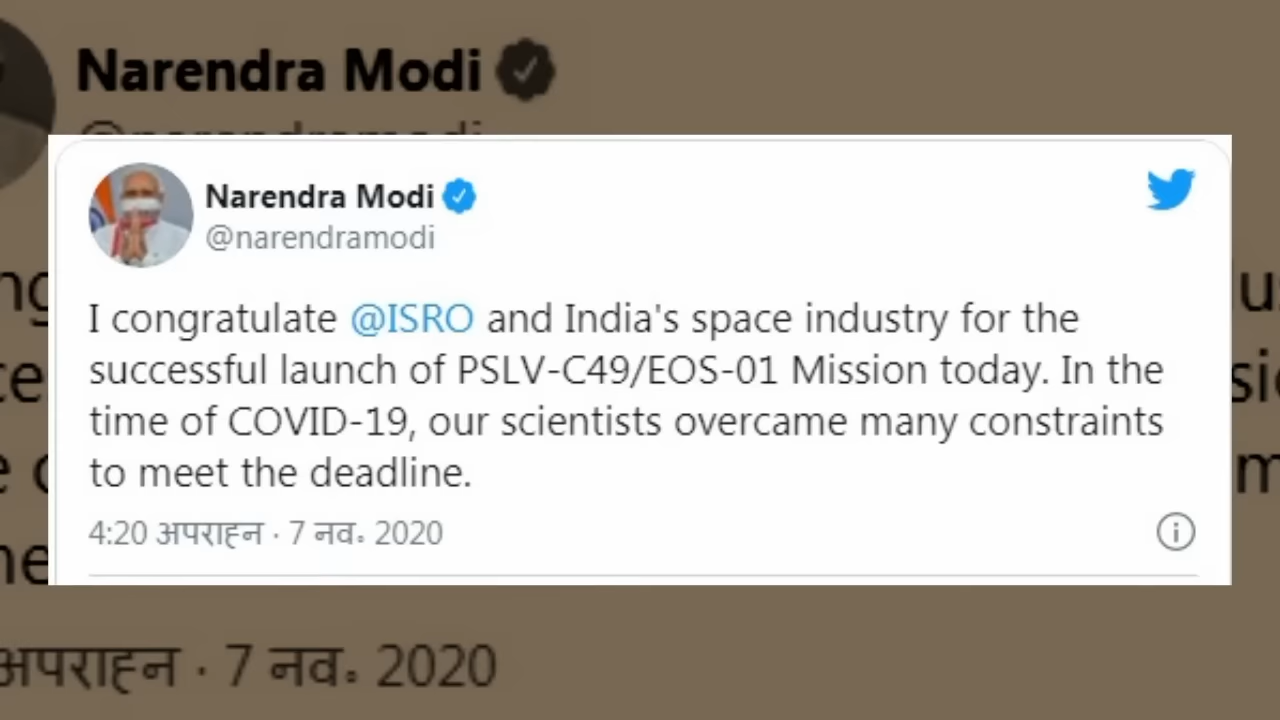 Narendra Modi
@narendramodi
Narendra Modi
@narendramodi
I congratulate @ISRO and India's space industry for the
successful launch of PSLV-C49/EOS-01 Mission today. In the
time of COVID-19, our scientists overcame many constraints
to meet the deadline.
4:20 अपराह्न · 7 नव॰ 2020
अपराह्न · 7 नव॰ 2020